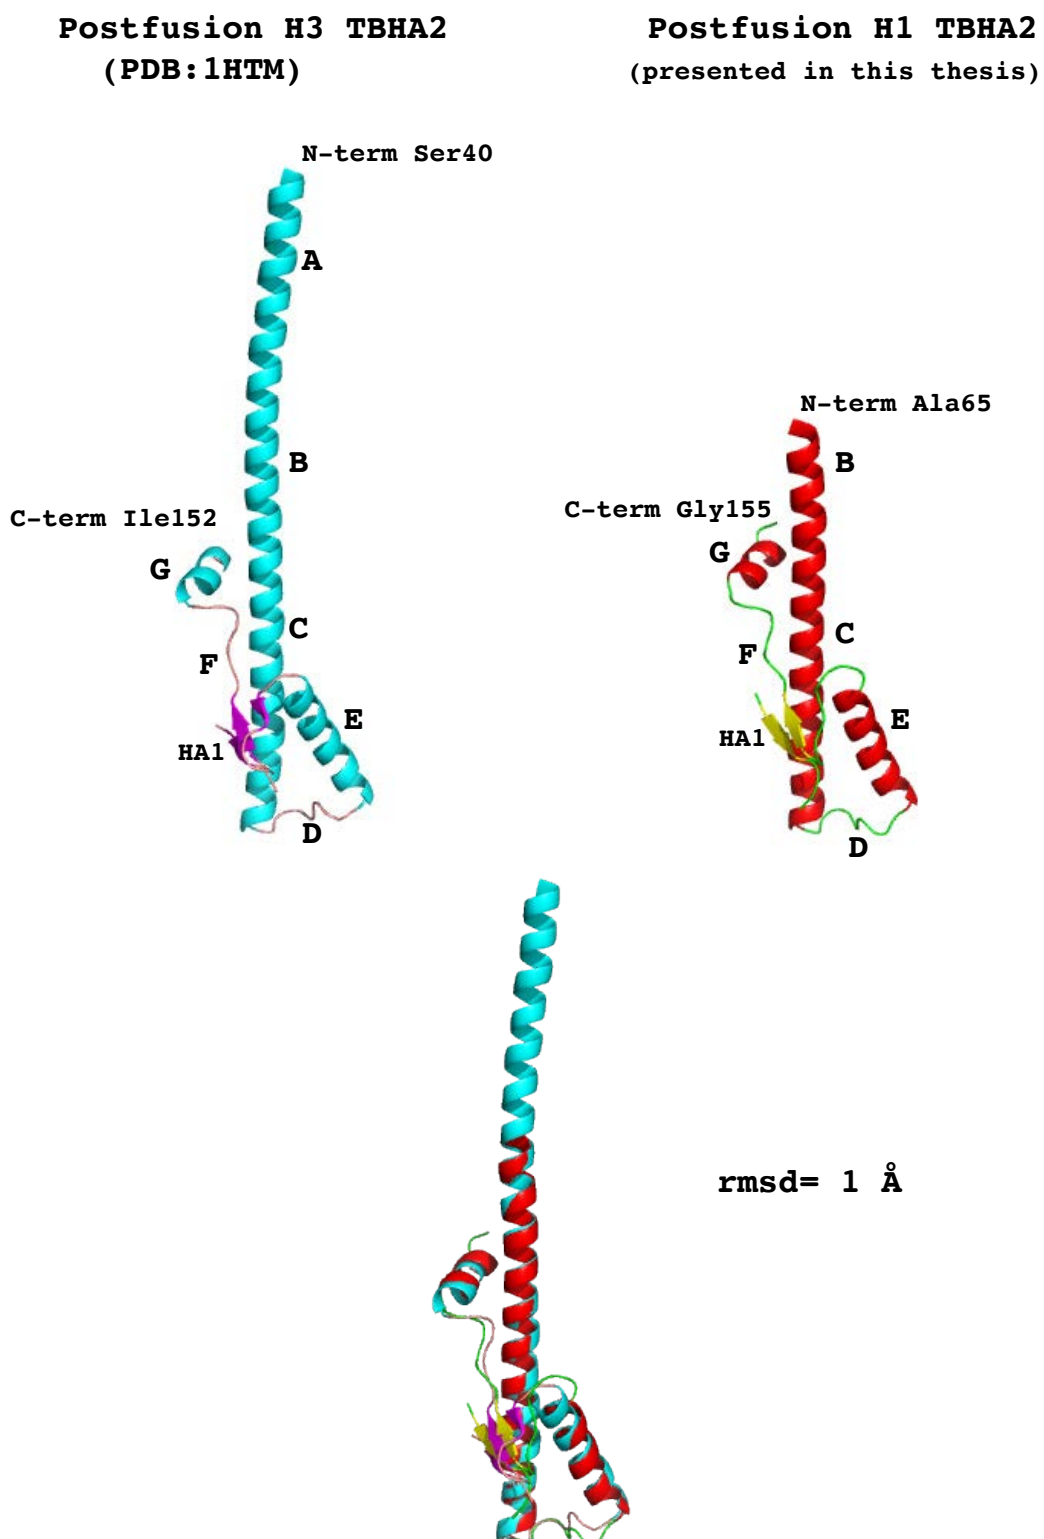 Postfusion H3 TBHA2
(PDB:1HTM)
Postfusion H1 TBHA2
(presented in this thesis)
N-term Ser40
A
B
C-term Ile152
G
C
F
E
HA1
D
N-term Ala65
B
C-term Gly155
G
C
F
E
HA1
D
rmsd= 1 Å